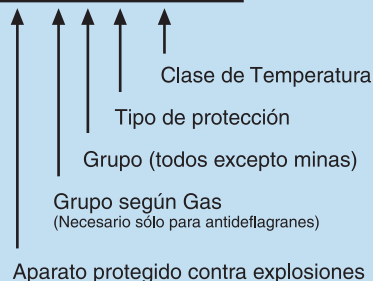 Clase de Temperatura
Tipo de protección
Grupo (todos excepto minas)
Grupo según Gas
(Necesario sólo para antideflagranes)
Aparato protegido contra explosiones